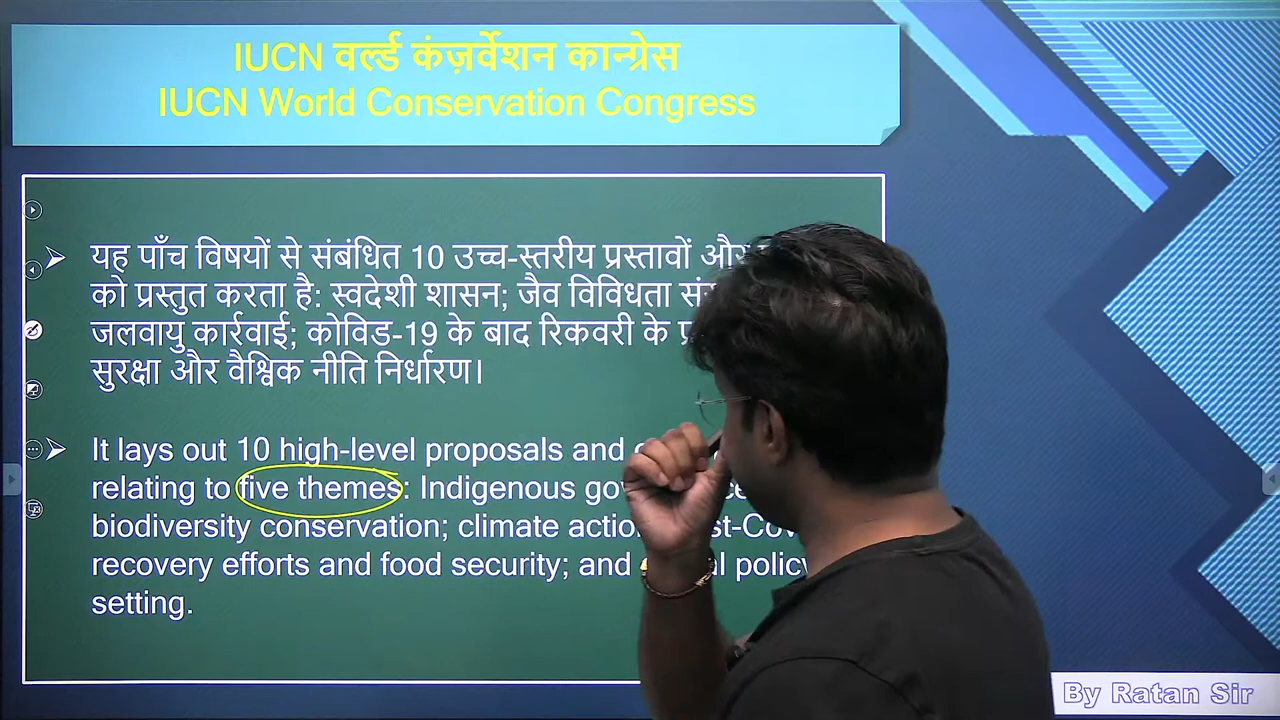 IUCN वर्ल्ड कंज़र्वेशन कान्ग्रेस
IUCN World Conservation Congress
यह पाँच विषयों से संबंधित 10 उच्च-स्तरीय प्रस्तावों और
को प्रस्तुत करता है: स्वदेशी शासन; जैव विविधता
जलवायु कार्रवाई; कोविड-19 के बाद रिकवरी के
सुरक्षा और वैश्विक नीति निर्धारण।
It lays out 10 high-level proposals and
relating to five themes: Indigenous
biodiversity conservation; climate
recovery efforts and food security; and policy
setting.
By Ratan Sir